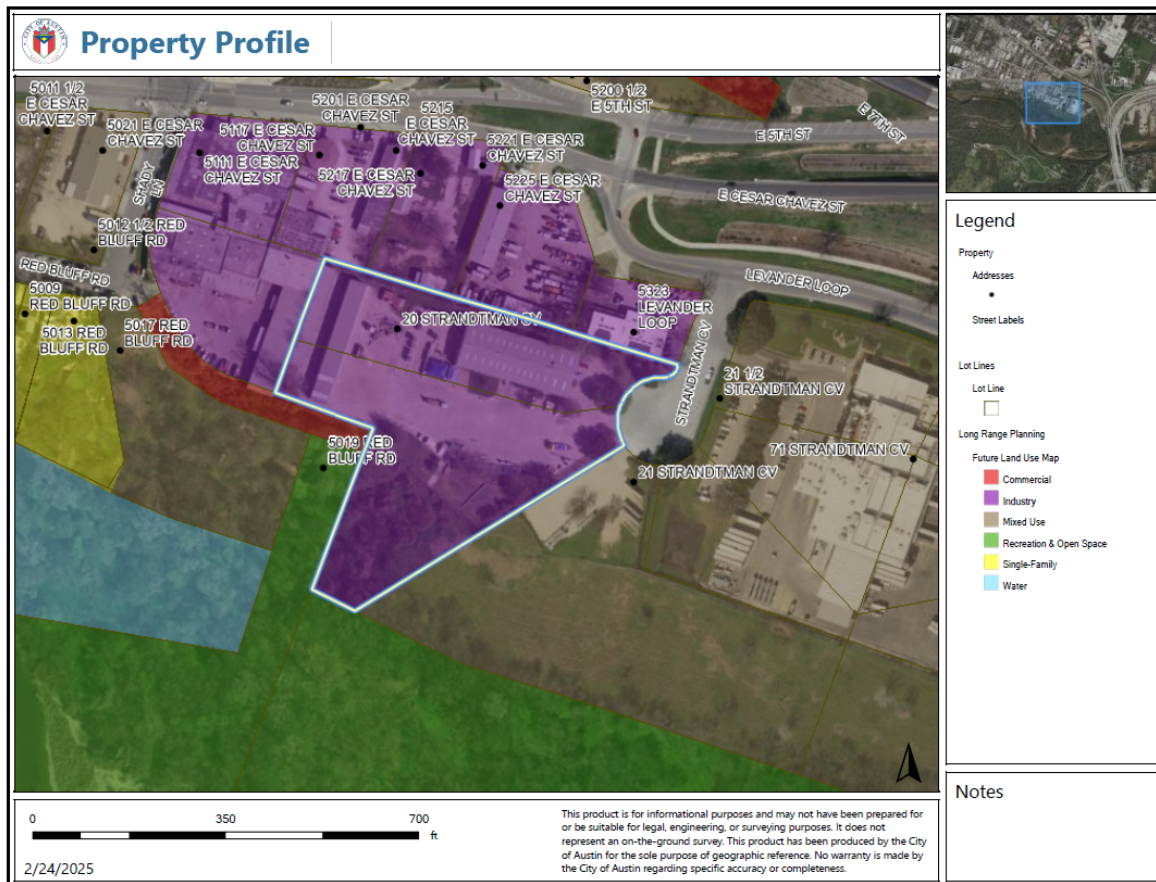 CITY OF AUSTIN
Property Profile
5011 1/2
E CESAR
CHAVEZ ST
5021 E CESAR
CHAVEZ ST
5117 E CESAR
CHAVEZ ST
5111 E CESAR
CHAVEZ ST
5201 E CESAR
CHAVEZ ST
5215
E CESAR
CHAVEZ ST
5217 E CESAR
CHAVEZ ST
5221 E CESAR
CHAVEZ ST
5225 E CESAR
CHAVEZ ST
5200 1/2
E 5TH ST
E 5TH ST
E 7TH ST
E CESAR CHAVEZ ST
LEVANDER LOOP
SHADY
LN
5012 1/2 RED
BLUFF RD
RED BLUFF RD
5009
RED BLUFF RD
5013 RED
BLUFF RD
5017 RED
BLUFF RD
20 STRANDTMAN CV
5323
LEVANDER
LOOP
STRANDTMAN CV
21 1/2
STRANDTMAN CV
71 STRANDTMAN CV
5019 RED
BLUFF RD
21 STRANDTMAN CV
Legend
Property
Addresses
Street Labels
Lot Lines
Lot Line
Long Range Planning
Future Land Use Map
Commercial
Industry
Mixed Use
Recreation & Open Space
Single-Family
Water
Notes
0 350 700
ft
2/24/2025
This product is for informational purposes and may not have been prepared for
or be suitable for legal, engineering, or surveying purposes. It does not
represent an on-the-ground survey. This product has been produced by the City
of Austin for the sole purpose of geographic reference. No warranty is made by
the City of Austin regarding specific accuracy or completeness.